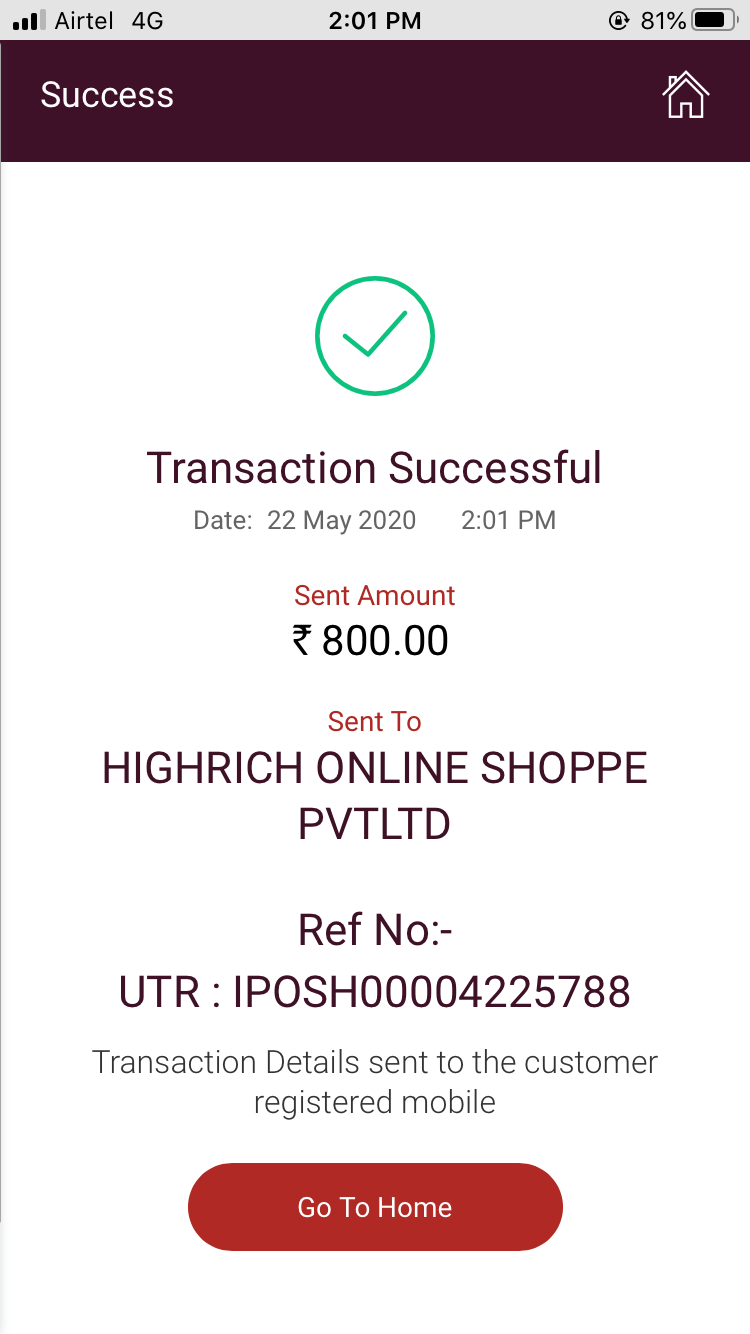 Airtel 4G 2:01 PM 81%
Success
Transaction Successful
Date: 22 May 2020 2:01 PM
Sent Amount
₹ 800.00
Sent To
HIGHRICH ONLINE SHOPPE
PVTLTD
Ref No:-
UTR : IPOSH00004225788
Transaction Details sent to the customer
registered mobile
Go To Home